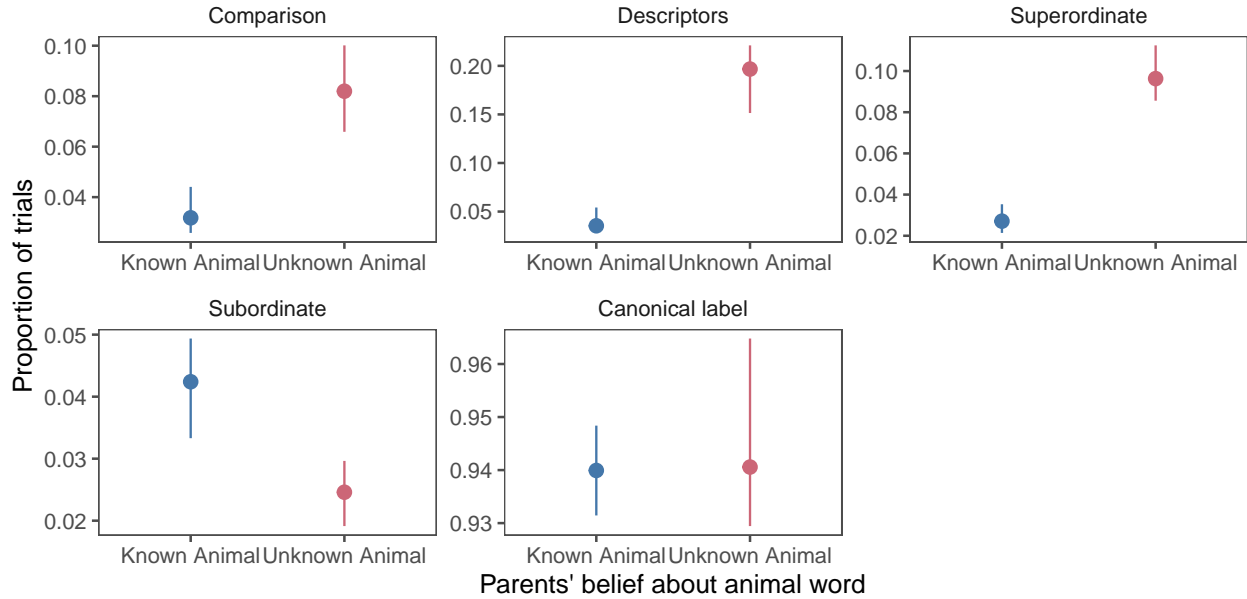 Comparison
Descriptors
Superordinate
0.10
0.08
0.06
0.04
0.20
0.15
0.10
0.05
0.10
0.08
0.06
0.04
0.02
Known Animal Unknown Animal
Known Animal Unknown Animal
Known Animal Unknown Animal
Proportion of trials
Subordinate
Canonical label
0.05
0.04
0.03
0.02
0.96
0.95
0.94
0.93
Known Animal Unknown Animal
Known Animal Unknown Animal
Parents' belief about animal word